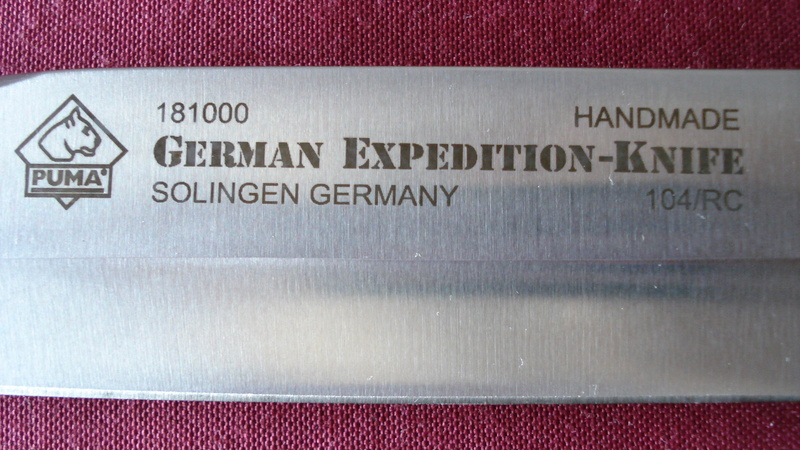 PUMA®
181000 HANDMADE
GERMAN EXPEDITION-KNIFE
SOLINGEN GERMANY 104/RC